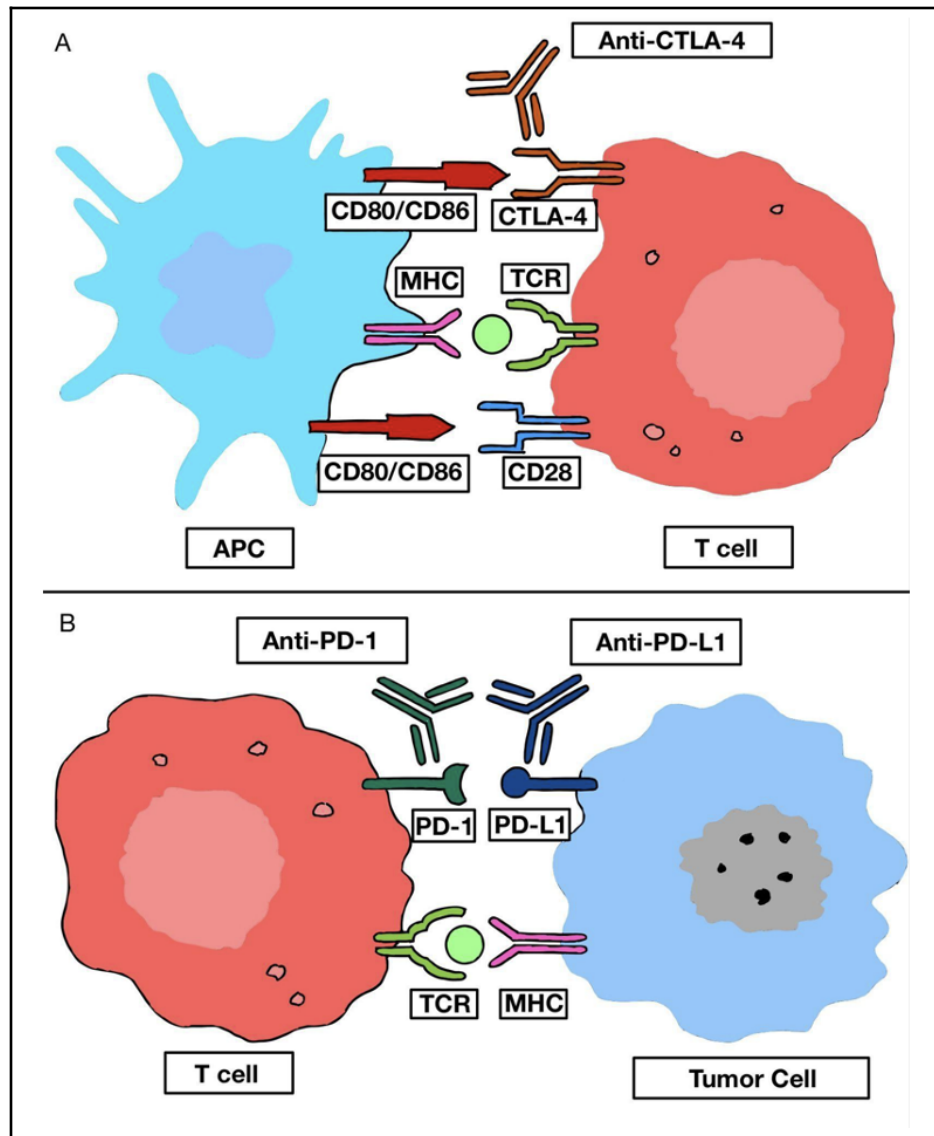 A
Anti-CTLA-4
CD80/CD86
CTLA-4
MHC
TCR
CD80/CD86
CD28
APC
T cell
B
Anti-PD-1
Anti-PD-L1
PD-1
PD-L1
TCR
MHC
T cell
Tumor Cell